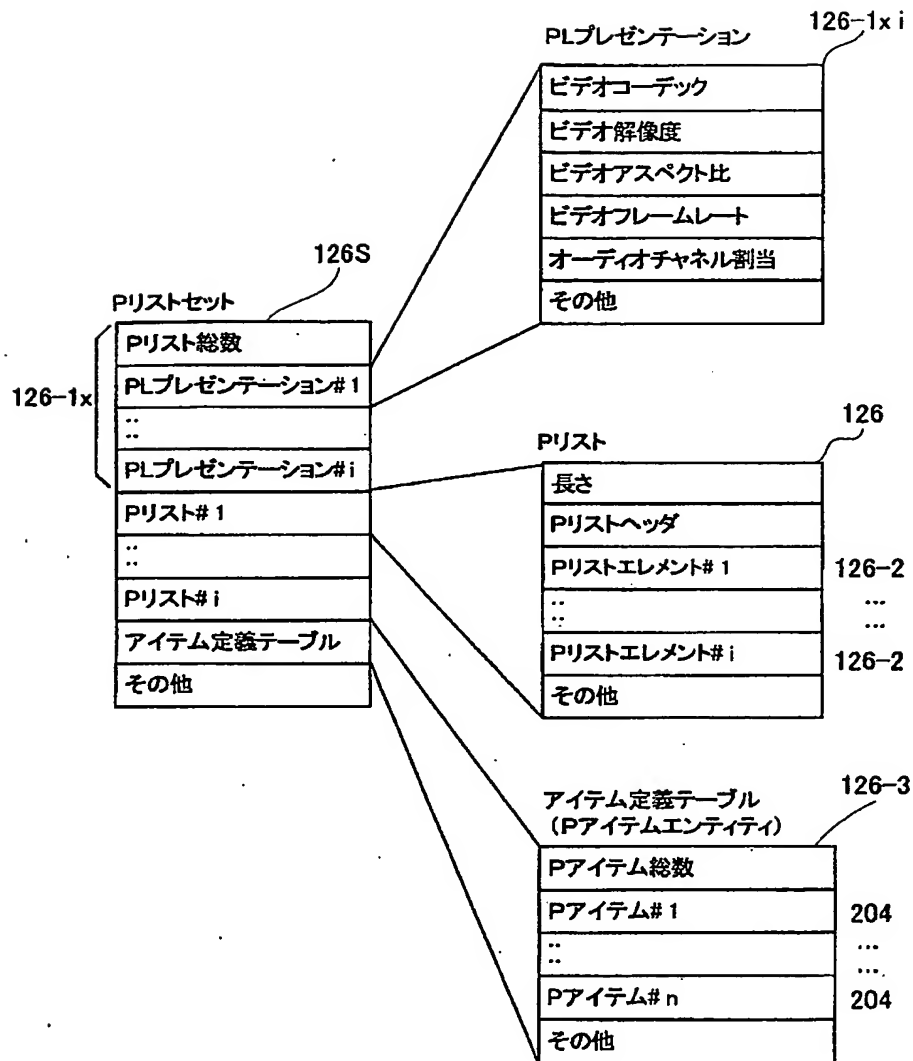 PLプレゼンテーション
126-1x i
ビデオコーデック
ビデオ解像度
ビデオアスペクト比
ビデオフレームレート
オーディオチャネル割当
その他
126S
Pリストセット
Pリスト総数
PLプレゼンテーション#1
::
PLプレゼンテーション#i
126-1x
Pリスト#1
::
Pリスト#i
アイテム定義テーブル
その他
126
Pリスト
長さ
Pリストヘッダ
Pリストエレメント#1 126-2
:: ...
...
Pリストエレメント#i 126-2
その他
126-3
アイテム定義テーブル
(Pアイテムエンティティ)
Pアイテム総数
Pアイテム#1 204
:: ...
...
Pアイテム#n 204
その他